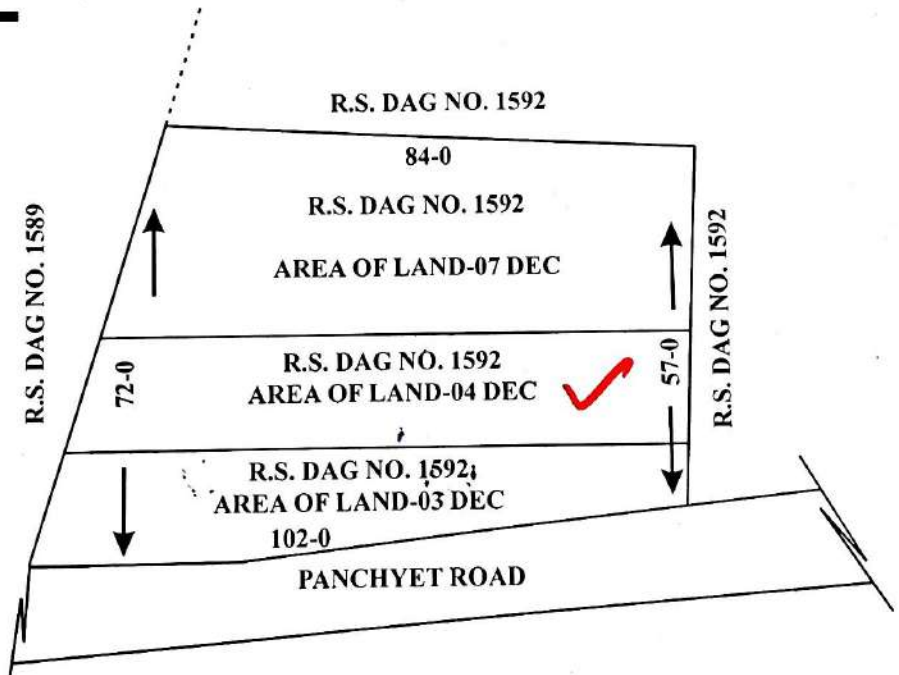 R.S. DAG NO. 1592
84-0
R.S. DAG NO. 1592
AREA OF LAND-07 DEC
R.S. DAG NO. 1589
R.S. DAG NO. 1592
72-0
R.S. DAG NO. 1592
AREA OF LAND-04 DEC
57-0
R.S. DAG NO. 1592
AREA OF LAND-03 DEC
102-0
PANCHYET ROAD